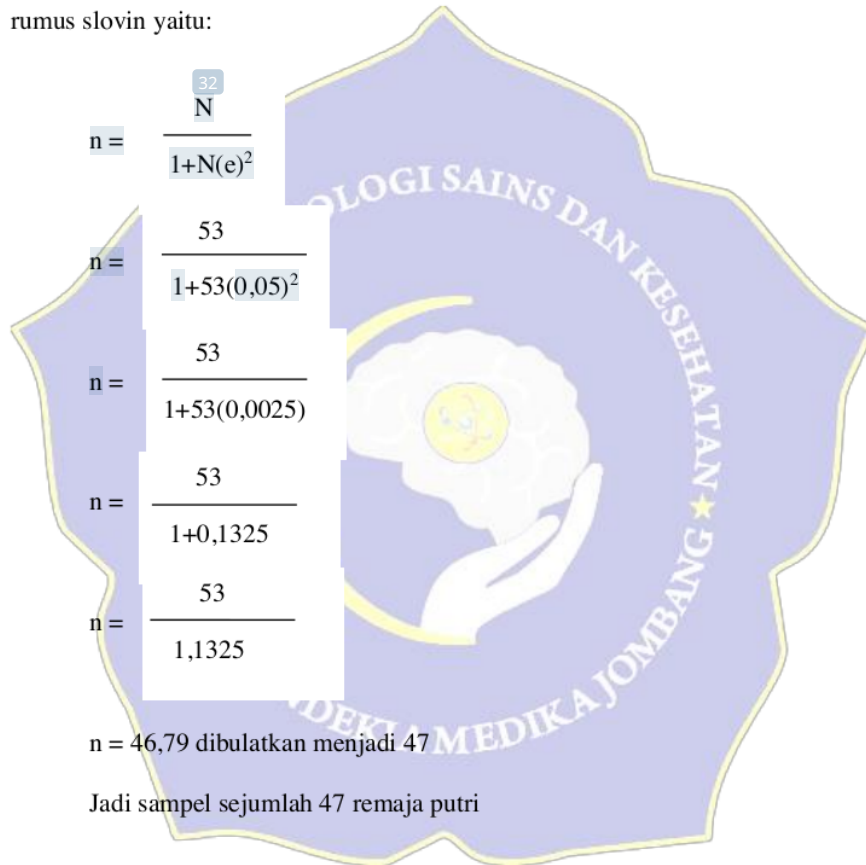 rumus slovin yaitu:
32
n = N
1+N(e)²
n = 53
1+53(0,05)²
n = 53
1+53(0,0025)
n = 53
1+0,1325
n = 53
1,1325
n = 46,79 dibulatkan menjadi 47
Jadi sampel sejumlah 47 remaja putri
OLOGI SAINS DAN KESEHATAN ★
NDEKIA MEDIKA JOMBANG